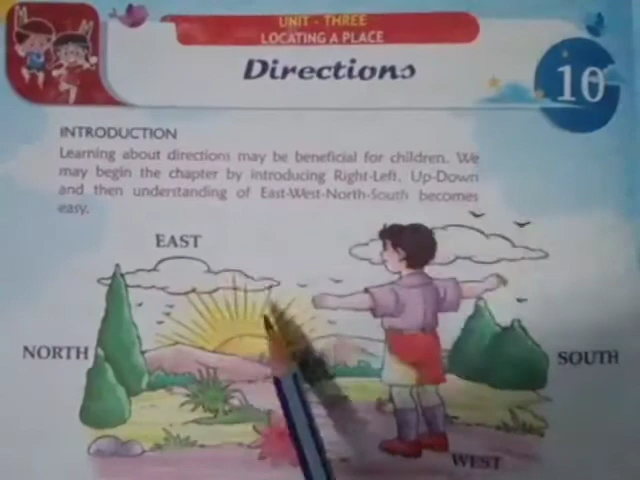 UNIT - THREE
LOCATING A PLACE
Directions
10
INTRODUCTION
Learning about directions may be beneficial for children. We
may begin the chapter by introducing Right-Left, Up-Down
and then understanding of East-West-North-South becomes
easy.
EAST
NORTH
SOUTH
WEST